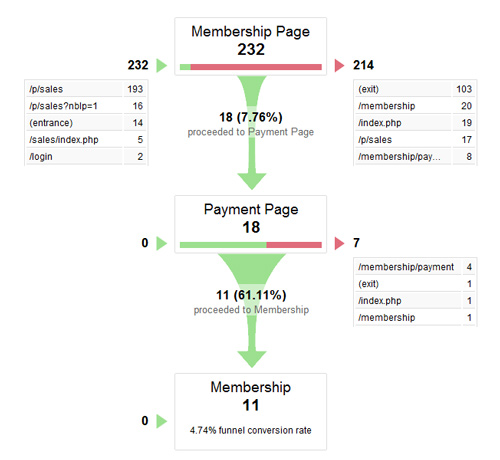 Membership Page
232
232
214
/p/sales 193
/p/sales?nblp=1 16
(entrance) 14
/sales/index.php 5
/login 2
(exit) 103
/membership 20
/index.php 19
/p/sales 17
/membership/pay... 8
18 (7.76%)
proceeded to Payment Page
Payment Page
18
0
7
/membership/payment 4
(exit) 1
/index.php 1
/membership 1
11 (61.11%)
proceeded to Membership
Membership
11
0
4.74% funnel conversion rate